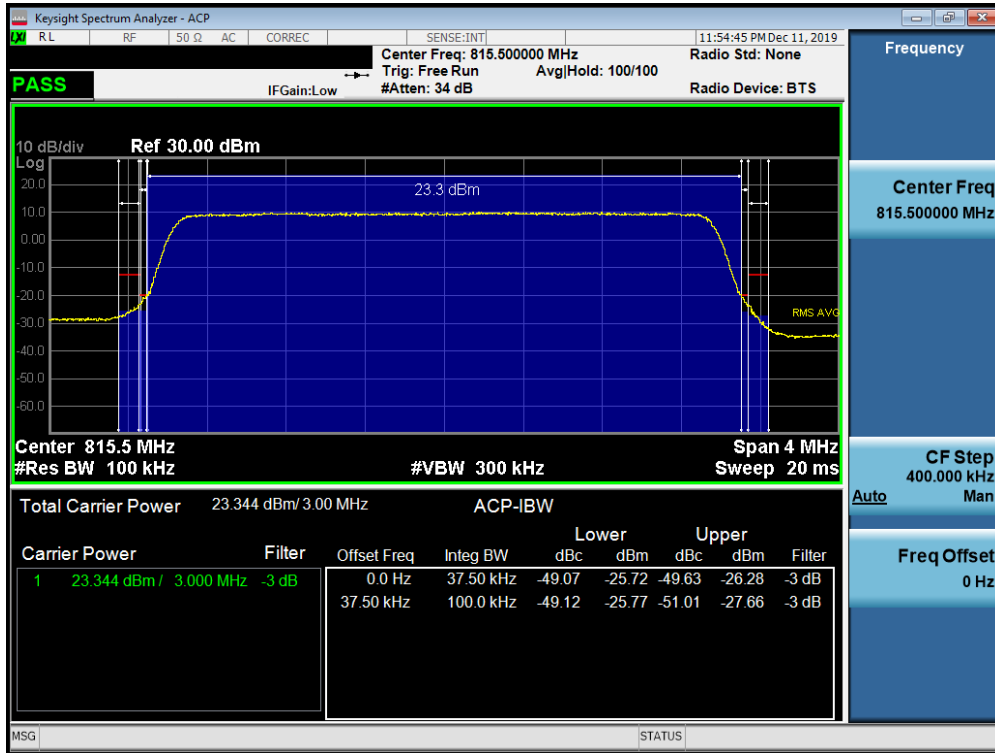 Keysight Spectrum Analyzer - ACP
LXI RL RF 50 Ω AC CORREC SENSE:INT 11:54:45 PM Dec 11, 2019
Center Freq: 815.500000 MHz Radio Std: None
Trig: Free Run Avg|Hold: 100/100
PASS IFGain:Low #Atten: 34 dB Radio Device: BTS
10 dB/div Ref 30.00 dBm
Log
20.0
10.0
0.00
-10.0
-20.0
-30.0
-40.0
-50.0
-60.0
23.3 dBm
RMS AVG
Center 815.5 MHz Span 4 MHz
#Res BW 100 kHz #VBW 300 kHz Sweep 20 ms
Total Carrier Power 23.344 dBm/ 3.00 MHz ACP-IBW
Lower Upper
Carrier Power Filter Offset Freq Integ BW dBc dBm dBc dBm Filter
1 23.344 dBm / 3.000 MHz -3 dB 0.0 Hz 37.50 kHz -49.07 -25.72 -49.63 -26.28 -3 dB
37.50 kHz 100.0 kHz -49.12 -25.77 -51.01 -27.66 -3 dB
MSG STATUS
Frequency
Center Freq
815.500000 MHz
CF Step
400.000 kHz
Auto Man
Freq Offset
0 Hz